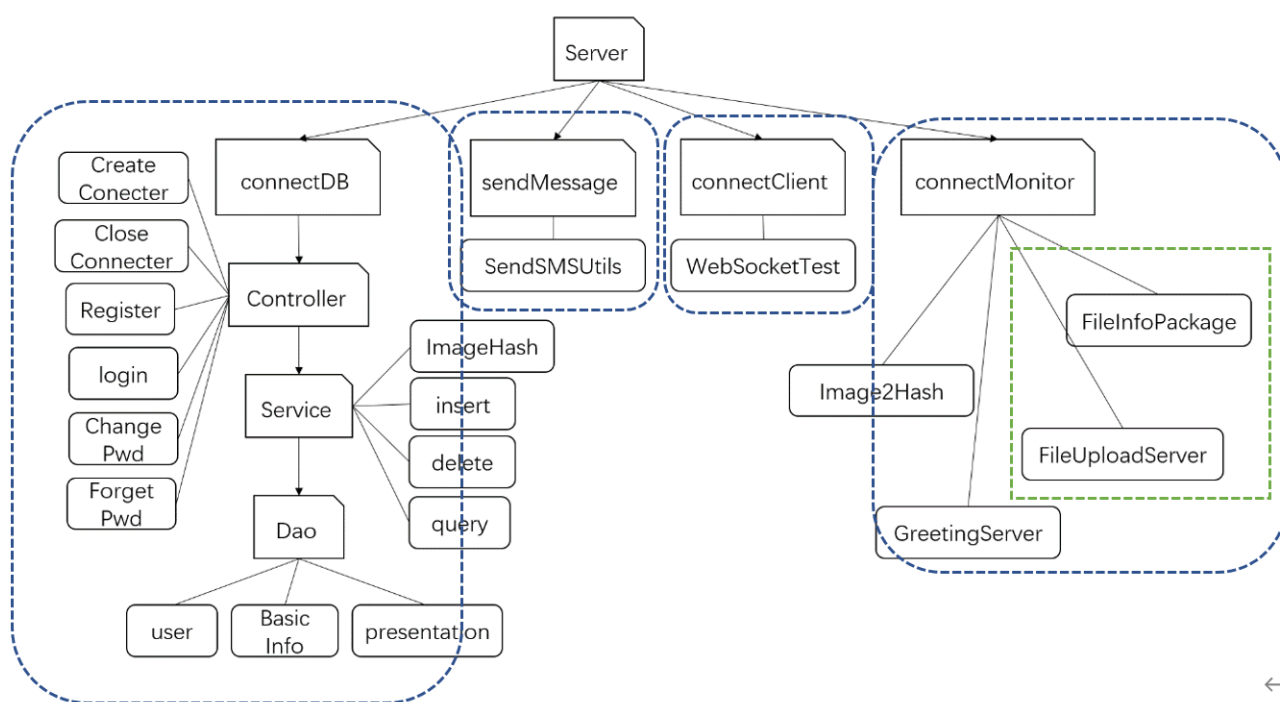 Server
connectDB
sendMessage
connectClient
connectMonitor
Create
Conecter
Close
Connecter
Register
login
Change
Pwd
Forget
Pwd
Controller
Service
ImageHash
insert
delete
query
Dao
user
Basic
Info
presentation
SendSMSUtils
WebSocketTest
FileInfoPackage
Image2Hash
FileUploadServer
GreetingServer